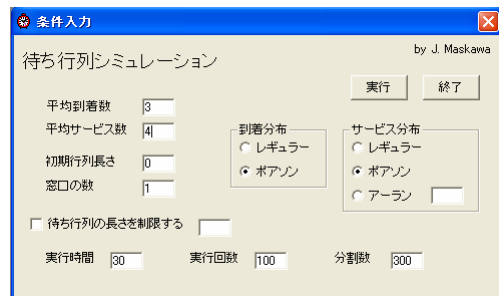 条件入力
by J. Maskawa
待ち行列シミュレーション
実行 終了
平均到着数 3
平均サービス数 4
到着分布
レギュラー
ポアソン
サービス分布
レギュラー
ポアソン
アーラン
初期行列長さ 0
窓口の数 1
待ち行列の長さを制限する
実行時間 30 実行回数 100 分割数 300